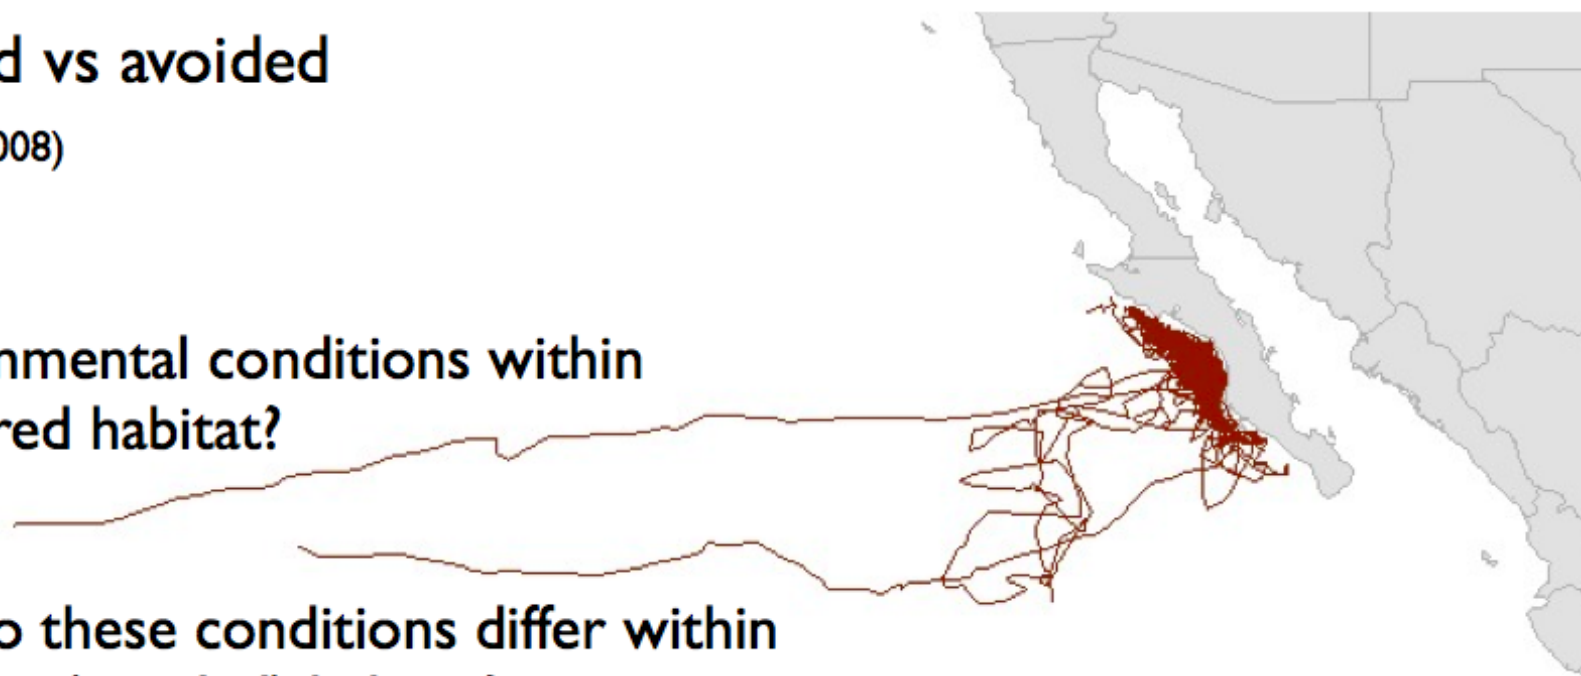 d vs avoided
008)
nmental conditions within
red habitat?
o these conditions differ within